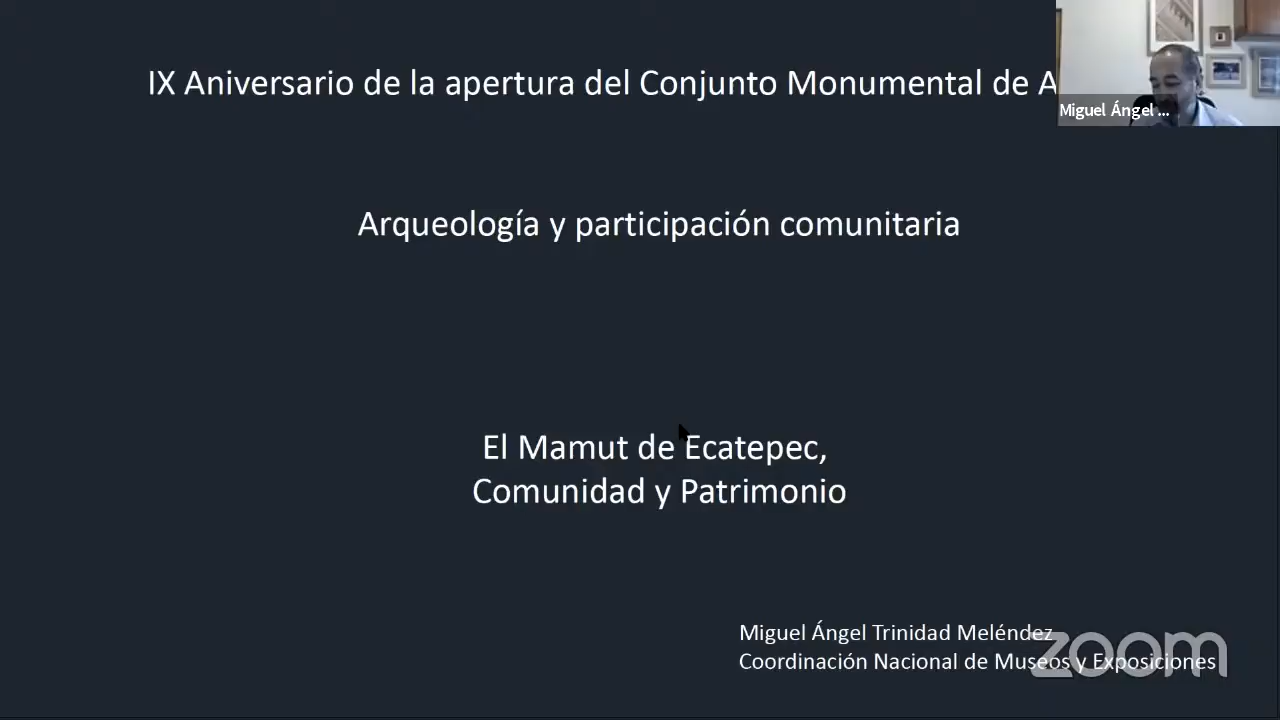 IX Aniversario de la apertura del Conjunto Monumental de
Miguel Ángel ...
Arqueología y participación comunitaria
El Mamut de Ecatepec,
Comunidad y Patrimonio
Miguel Ángel Trinidad Meléndez
Coordinación Nacional de Museos y Exposiciones
zoom